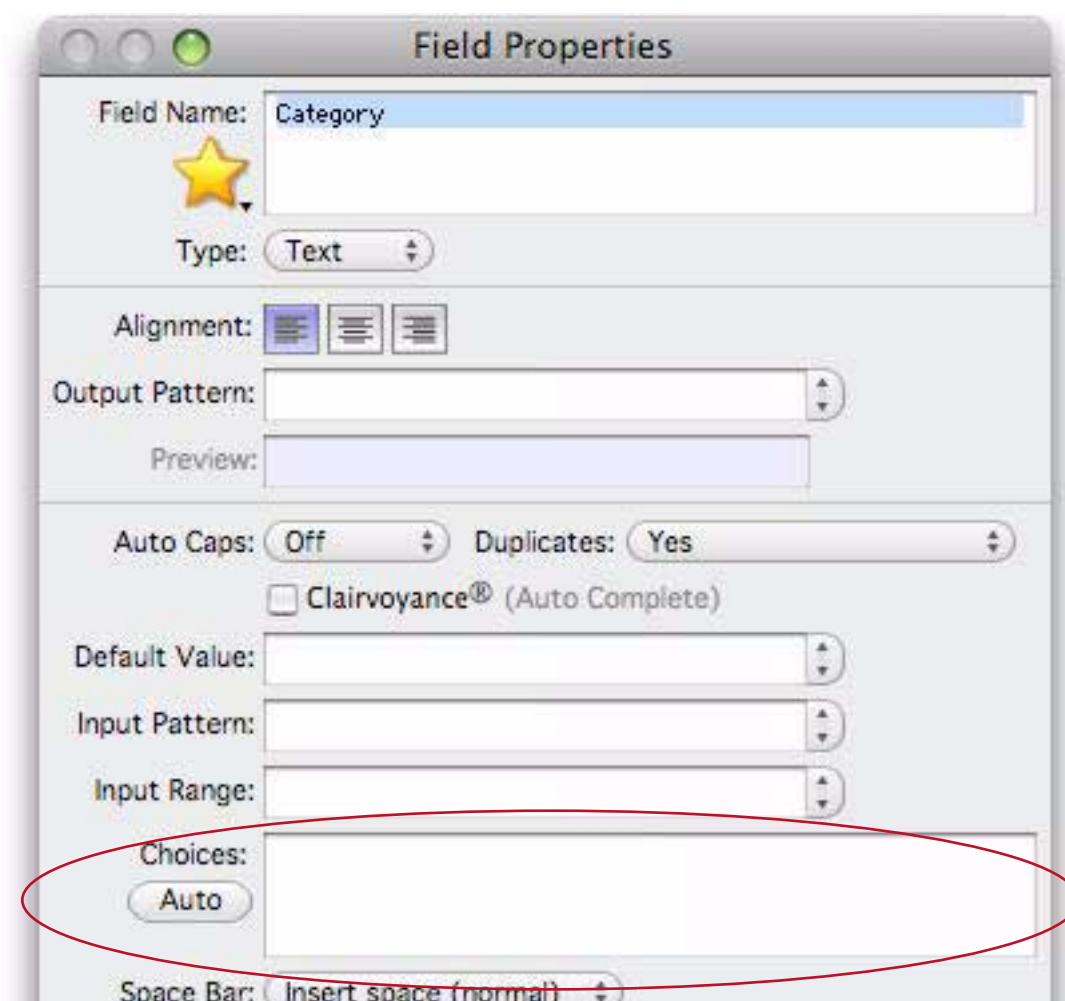 Field Properties
Field Name: Category
Type: Text
Alignment:
Output Pattern:
Preview:
Auto Caps: Off Duplicates: Yes
Clairvoyance® (Auto Complete)
Default Value:
Input Pattern:
Input Range:
Choices:
Auto
Space Bar: Insert space (normal)